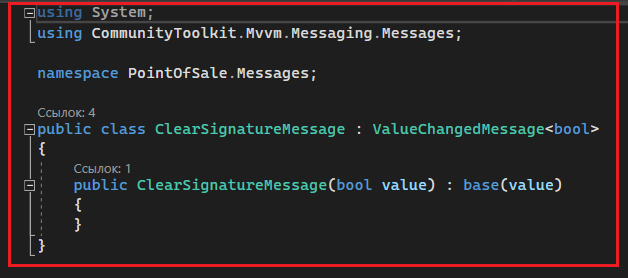 using System;
using CommunityToolkit.Mvvm.Messaging.Messages;
namespace PointOfSale.Messages;
Ссылок: 4
public class ClearSignatureMessage : ValueChangedMessage<bool>
{
Ссылок: 1
public ClearSignatureMessage(bool value) : base(value)
{
}
}